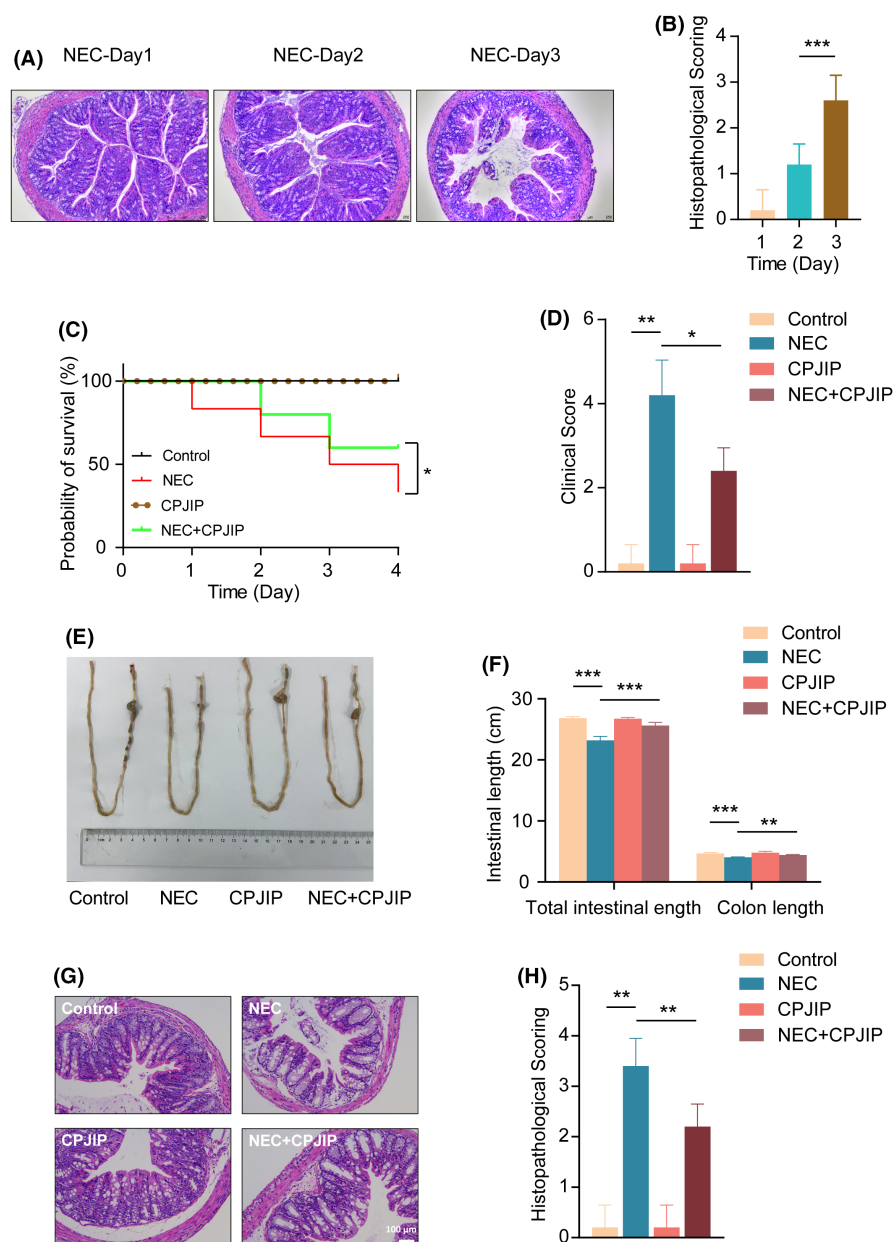 (A)
NEC-Day1
NEC-Day2
NEC-Day3
(B)
Histopathological Scoring
4
3
2
1
0
***
1 2 3
Time (Day)
(C)
Probability of survival (%)
100
50
0
Control
NEC
CPJIP
NEC+CPJIP
*
0 1 2 3 4
Time (Day)
(D)
Clinical Score
6
4
2
0
**
*
Control
NEC
CPJIP
NEC+CPJIP
(E)
Control NEC CPJIP NEC+CPJIP
(F)
Intestinal length (cm)
30
20
10
0
***
***
***
**
Total intestinal ength
Colon length
Control
NEC
CPJIP
NEC+CPJIP
(G)
Control
NEC
CPJIP
NEC+CPJIP
100 μm
(H)
Histopathological Scoring
5
4
3
2
1
0
**
**
Control
NEC
CPJIP
NEC+CPJIP